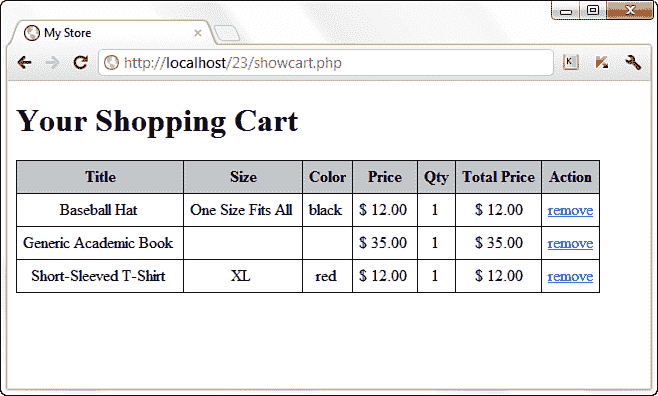 My Store
http://localhost/23/showcart.php
K
Your Shopping Cart
Title Size Color Price Qty Total Price Action
Baseball Hat One Size Fits All black $ 12.00 1 $ 12.00 remove
Generic Academic Book $ 35.00 1 $ 35.00 remove
Short-Sleeved T-Shirt XL red $ 12.00 1 $ 12.00 remove